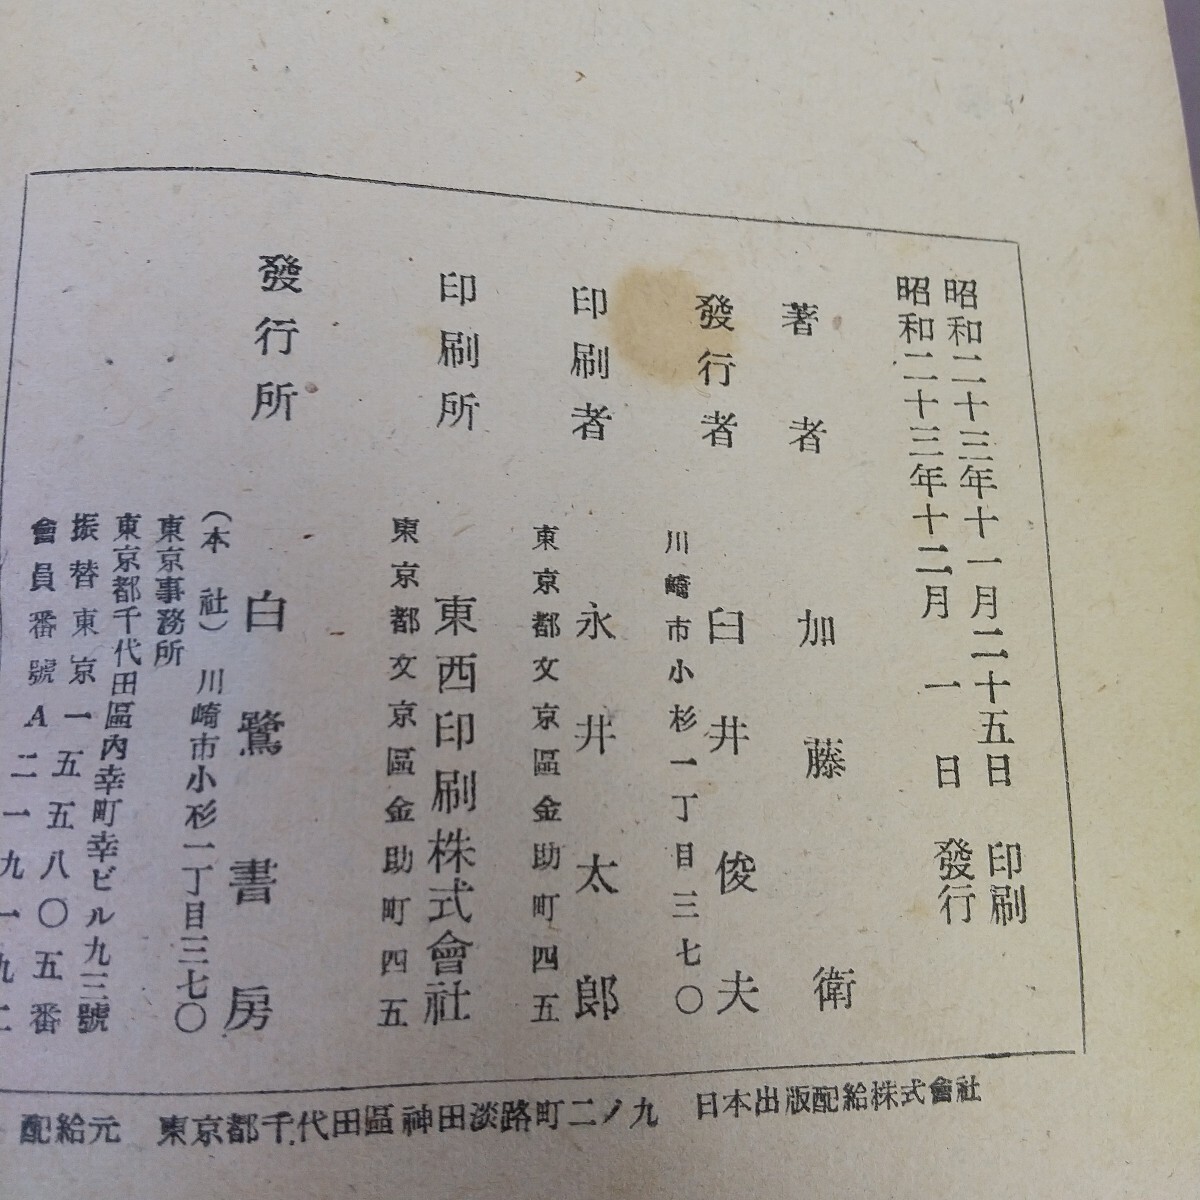 昭和二十三年十一月二十五日 印刷
昭和二十三年十二月 一 日 發行
著者 加藤衛
川崎市小杉一丁目三七〇
發行者 臼井俊夫
東京都文京區金助町四五
印刷者 永井太郎
東京都文京區金助町四五
印刷所 東西印刷株式會社
發行所 白鷺書房
(本社) 川崎市小杉一丁目三七〇
東京事務所
東京都千代田區內幸町幸ビル九三號
振替東京一五五八〇五番
會員番號A二一九一九二
配給元 東京都千代田區神田淡路町二ノ九 日本出版配給株式會社